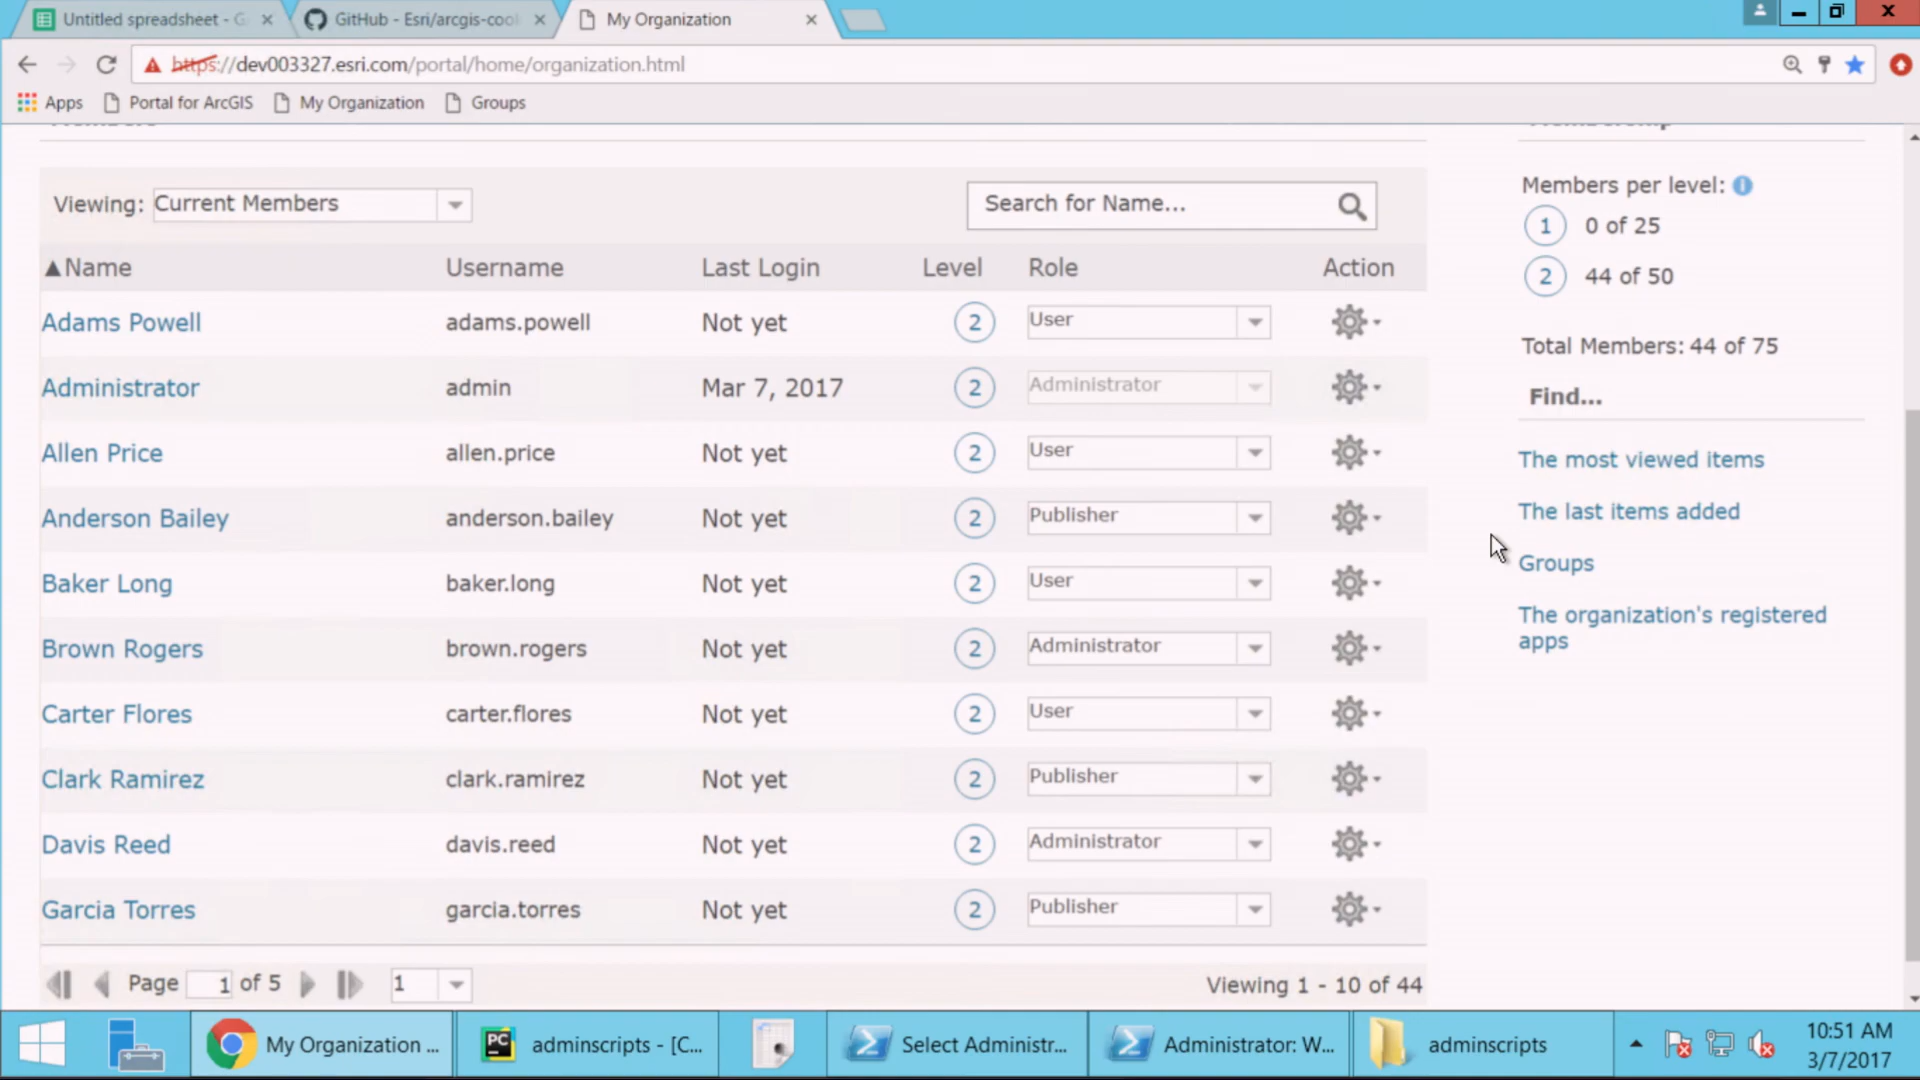 Untitled spreadsheet - G
GitHub - Esri/arcgis-cool
My Organization
https://dev003327.esri.com/portal/home/organization.html
Apps
Portal for ArcGIS
My Organization
Groups
Viewing: Current Members
Search for Name...
▲Name Username Last Login Level Role Action
Adams Powell adams.powell Not yet 2 User
Administrator admin Mar 7, 2017 2 Administrator
Allen Price allen.price Not yet 2 User
Anderson Bailey anderson.bailey Not yet 2 Publisher
Baker Long baker.long Not yet 2 User
Brown Rogers brown.rogers Not yet 2 Administrator
Carter Flores carter.flores Not yet 2 User
Clark Ramirez clark.ramirez Not yet 2 Publisher
Davis Reed davis.reed Not yet 2 Administrator
Garcia Torres garcia.torres Not yet 2 Publisher
Page 1 of 5
1
Viewing 1 - 10 of 44
Members per level:
1 0 of 25
2 44 of 50
Total Members: 44 of 75
Find...
The most viewed items
The last items added
Groups
The organization's registered
apps
My Organization ...
PC adminscripts - [C...
Select Administr...
Administrator: W...
adminscripts
10:51 AM
3/7/2017